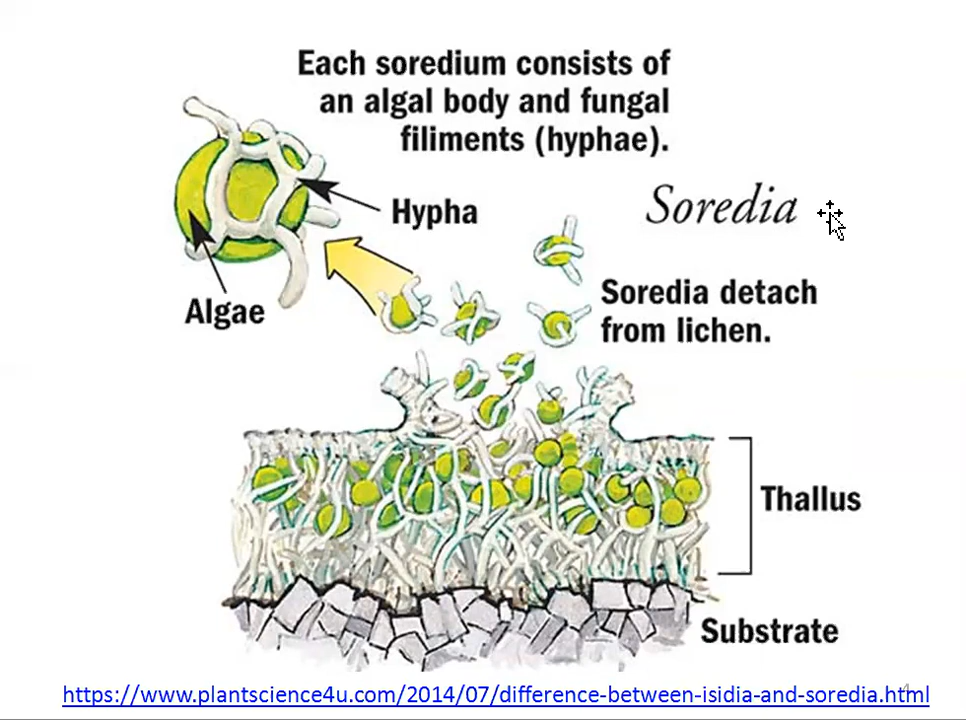 Each soredium consists of
an algal body and fungal
filiments (hyphae).
Hypha
Soredia
Algae
Soredia detach
from lichen.
Thallus
Substrate
4
https://www.plantscience4u.com/2014/07/difference-between-isidia-and-soredia.html